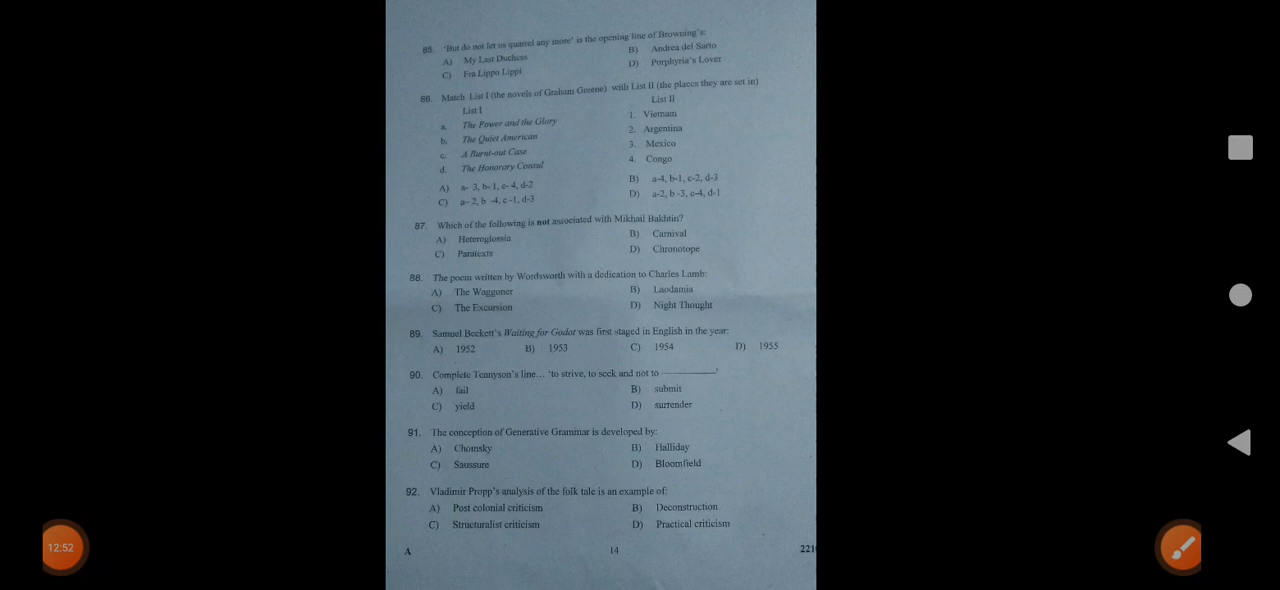 85. 'But do not let us quarrel any more' is the opening line of Browning's:
A) My Last Duchess B) Andrea del Sarto
C) Fra Lippo Lippi D) Porphyria's Lover
86. Match List I (the novels of Graham Greene) with List II (the places they are set in)
List I List II
a. The Power and the Glory 1. Vietnam
b. The Quiet American 2. Argentina
c. A Burnt-out Case 3. Mexico
d. The Honorary Consul 4. Congo
A) a- 3, b- 1, c- 4, d-2 B) a-4, b-1, c-2, d-3
C) a- 2, b -4, c -1, d-3 D) a-2, b -3, c-4, d-1
87. Which of the following is not associated with Mikhail Bakhtin?
A) Heteroglossia B) Carnival
C) Paratexts D) Chronotope
88. The poem written by Wordsworth with a dedication to Charles Lamb:
A) The Waggoner B) Laodamia
C) The Excursion D) Night Thought
89. Samuel Beckett's Waiting for Godot was first staged in English in the year:
A) 1952 B) 1953 C) 1954 D) 1955
90. Complete Tennyson's line... 'to strive, to seek and not to ————'
A) fail B) submit
C) yield D) surrender
91. The conception of Generative Grammar is developed by:
A) Chomsky B) Halliday
C) Saussure D) Bloomfield
92. Vladimir Propp's analysis of the folk tale is an example of:
A) Post colonial criticism B) Deconstruction
C) Structuralist criticism D) Practical criticism
A 14 221
12:52